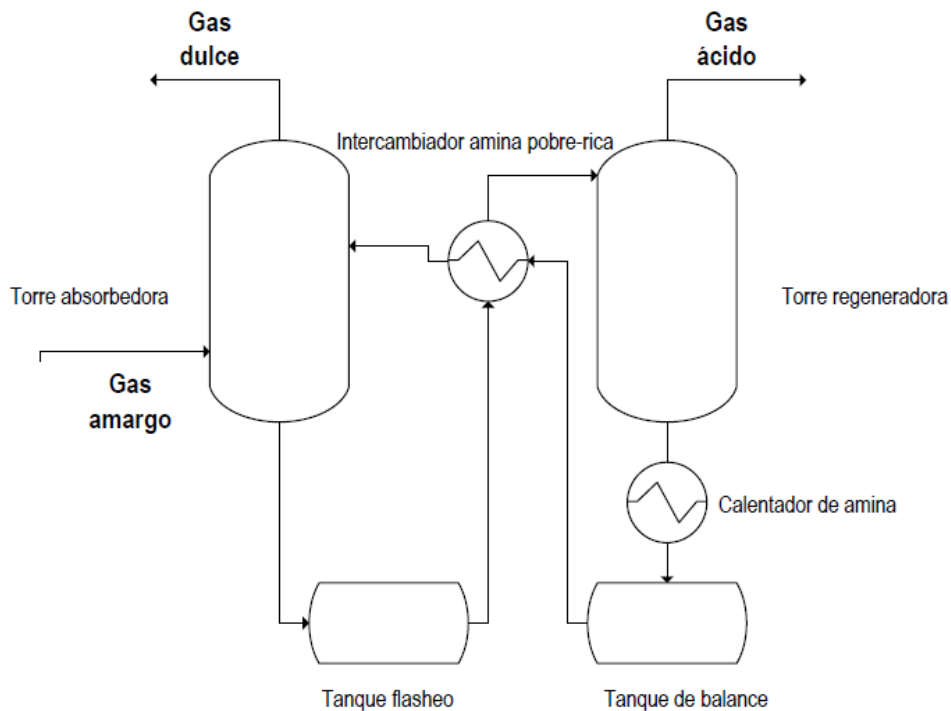 Gas
dulce
Gas
ácido
Intercambiador amina pobre-rica
Torre absorbedora
Torre regeneradora
Gas
amargo
Calentador de amina
Tanque flasheo
Tanque de balance